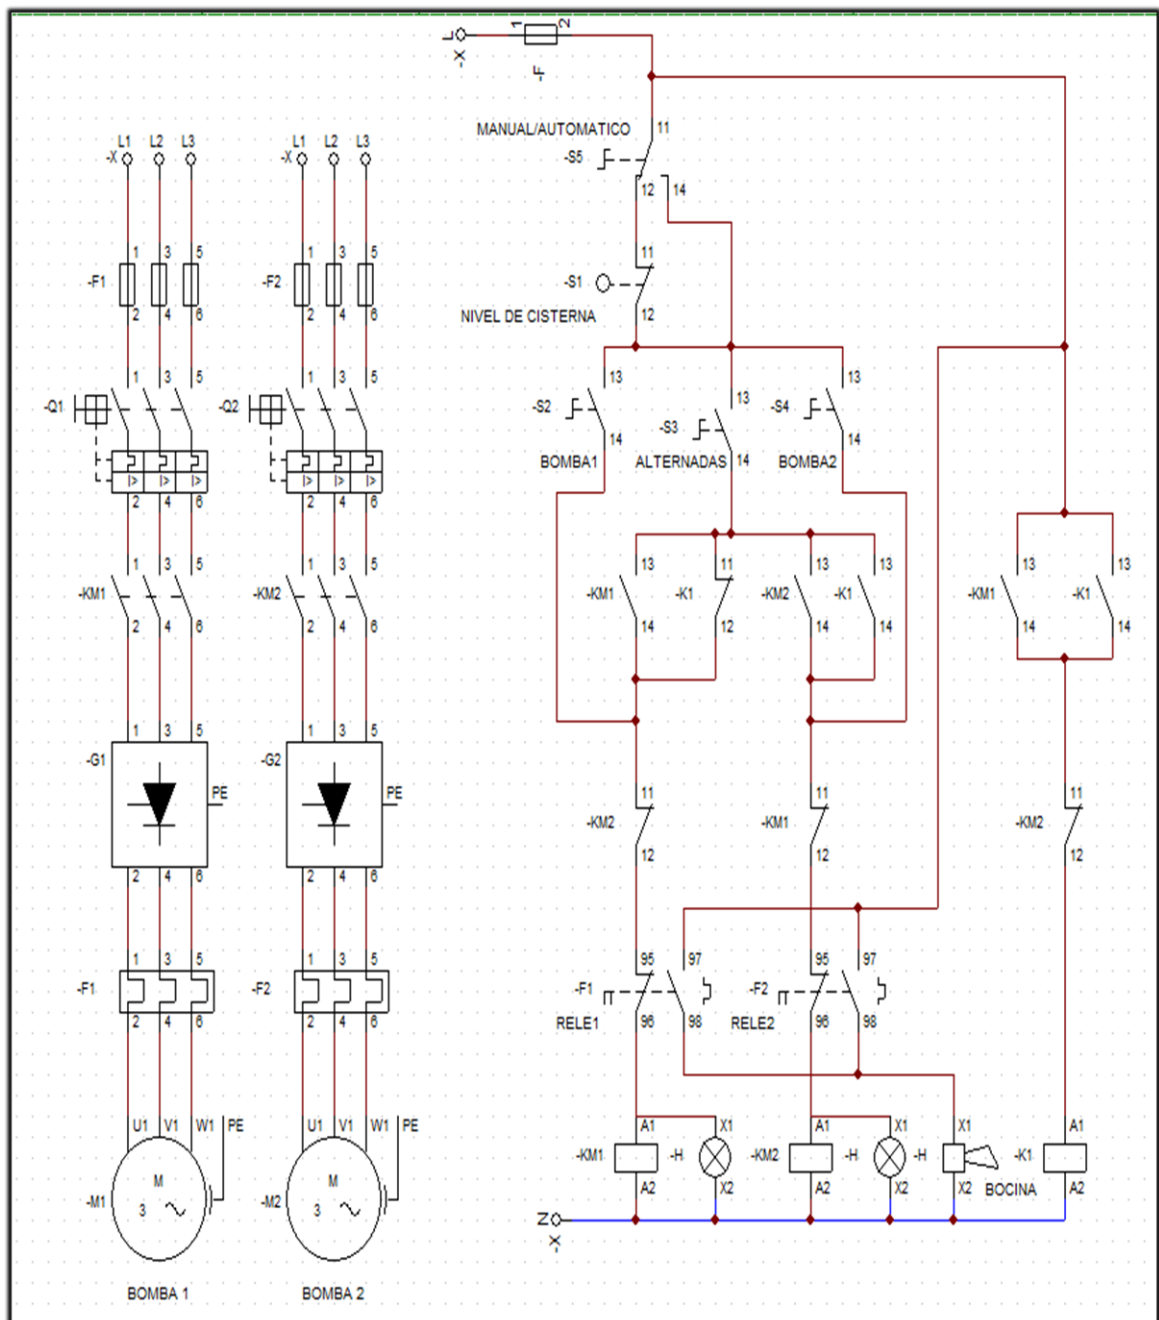 L 1 2
-X -F
MANUAL/AUTOMATICO 11
-S5
12 14
11
-S1
NIVEL DE CISTERNA 12
13 13 13
-S2 -S3 -S4
14 14 14
BOMBA1 ALTERNADAS BOMBA2
13 11 13 13 13 13
-KM1 -K1 -KM2 -K1 -KM1 -K1
14 12 14 14 14 14
11 11 11
-KM2 -KM1 -KM2
12 12 12
95 97 95 97
-F1 -F2
RELE1 96 98 RELE2 96 98
A1 X1 A1 X1 X1 A1
-KM1 -H -KM2 -H -H -K1
A2 X2 A2 X2 X2 BOCINA A2
N
-X
L1 L2 L3 L1 L2 L3
-X -X
1 3 5 1 3 5
-F1 -F2
2 4 6 2 4 6
1 3 5 1 3 5
-Q1 -Q2
I> I> I> I> I> I>
2 4 6 2 4 6
1 3 5 1 3 5
-KM1 -KM2
2 4 6 2 4 6
1 3 5 1 3 5
-G1 PE -G2 PE
2 4 6 2 4 6
1 3 5 1 3 5
-F1 -F2
2 4 6 2 4 6
U1 V1 W1 PE U1 V1 W1 PE
M M
-M1 3 -M2 3
BOMBA 1 BOMBA 2